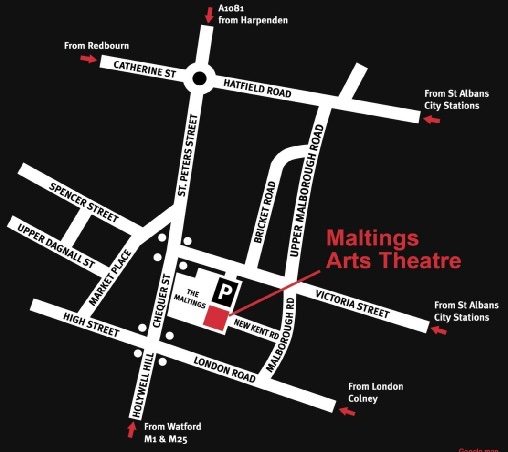 A1081
from Harpenden
From Redbourn
CATHERINE ST
HATFIELD ROAD
From St Albans
City Stations
ST. PETERS STREET
UPPER MALBOROUGH ROAD
BRICKET ROAD
SPENCER STREET
UPPER DAGNALL ST
MARKET PLACE
Maltings
Arts Theatre
CHEQUER ST
THE
MALTINGS
P
VICTORIA STREET
From St Albans
City Stations
NEW KENT RD
MALBOROUGH RD
HIGH STREET
LONDON ROAD
HOLYWELL HILL
From London
Colney
From Watford
M1 & M25
Google map